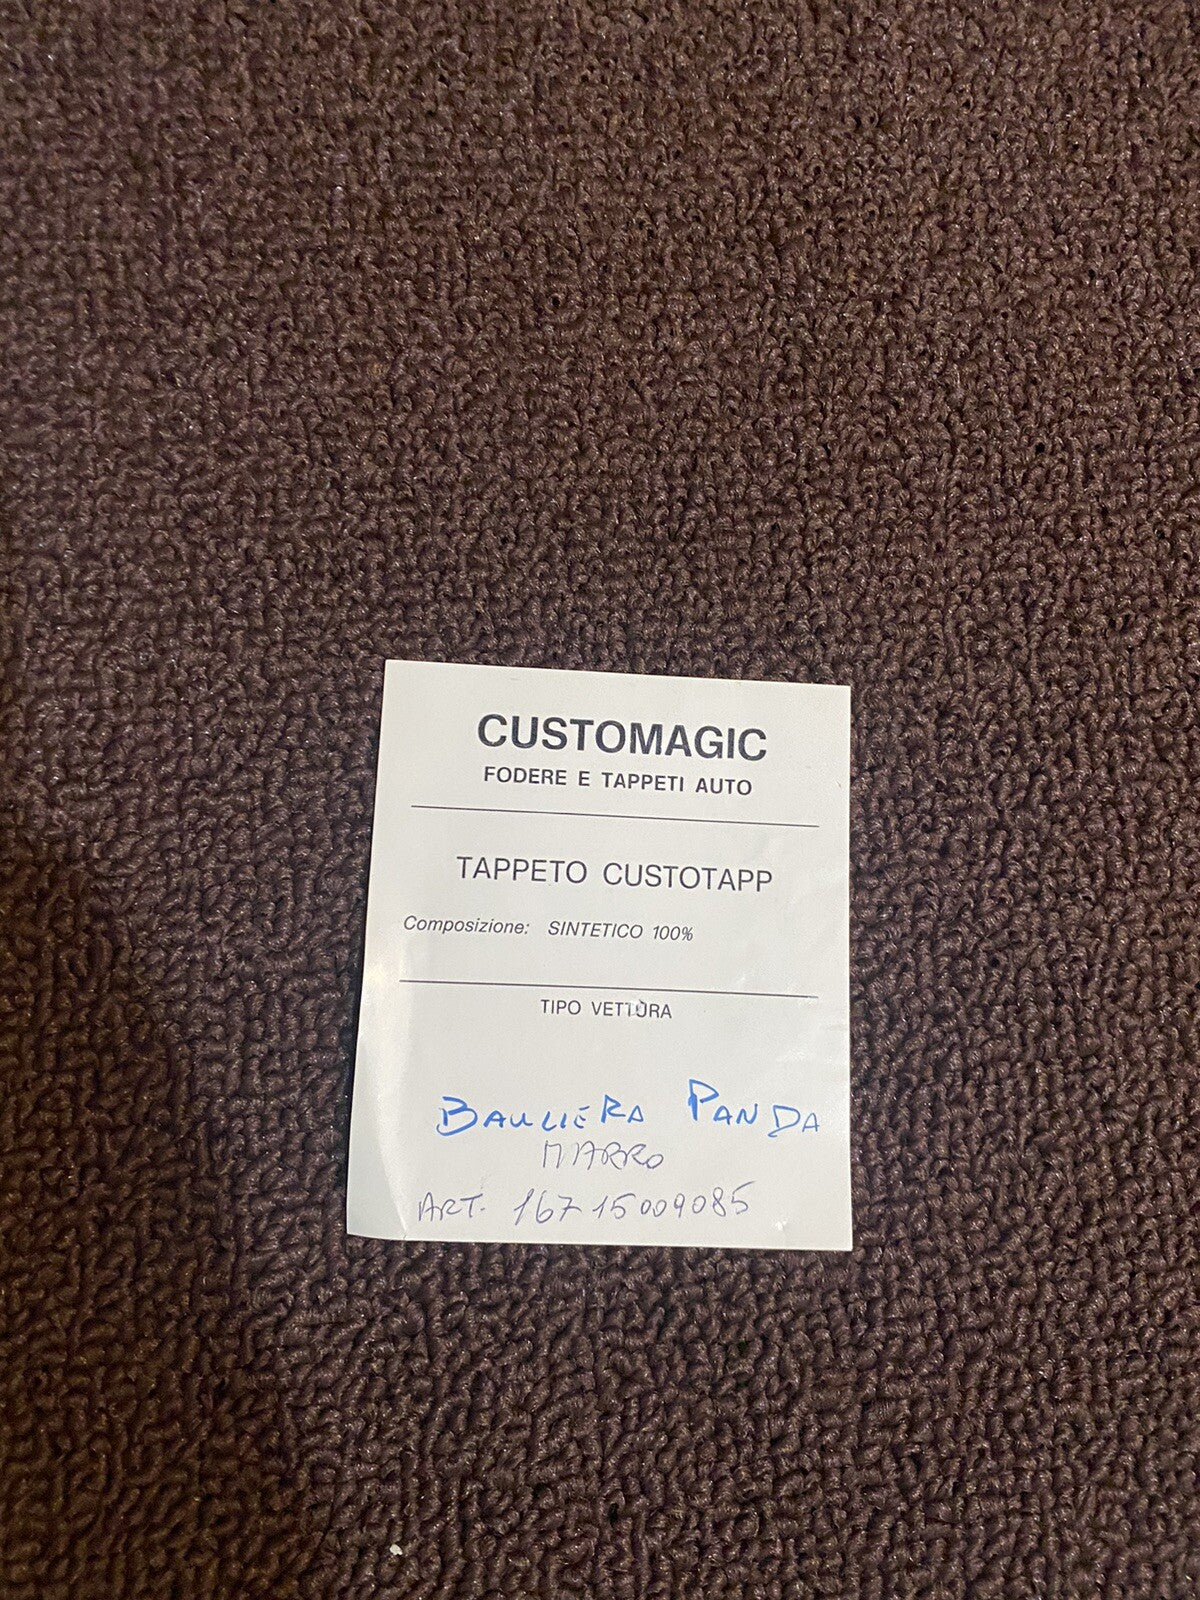 CUSTOMAGIC
FODERE E TAPPETI AUTO
TAPPETO CUSTOTAPP
Composizione: SINTETICO 100%
TIPO VETTURA
BAULIERA PANDA
MARRO
ART. 16715009085